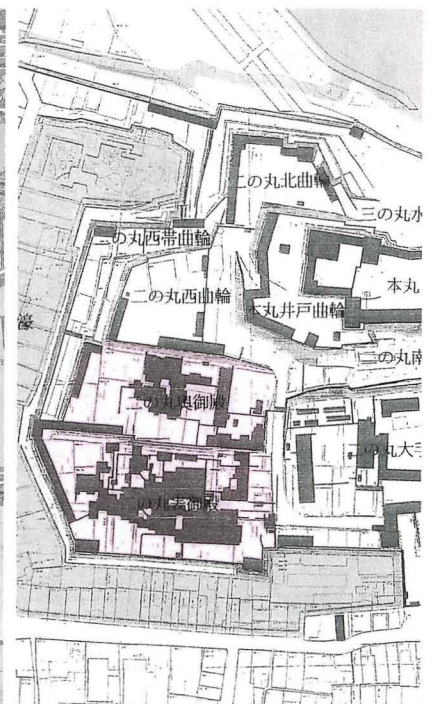 二の丸北曲輪
三の丸水
二の丸西帯曲輪
二の丸西曲輪
本丸井戸曲輪
本丸
濠
二の丸南
二の丸奥御殿
の丸大手
の丸表御殿